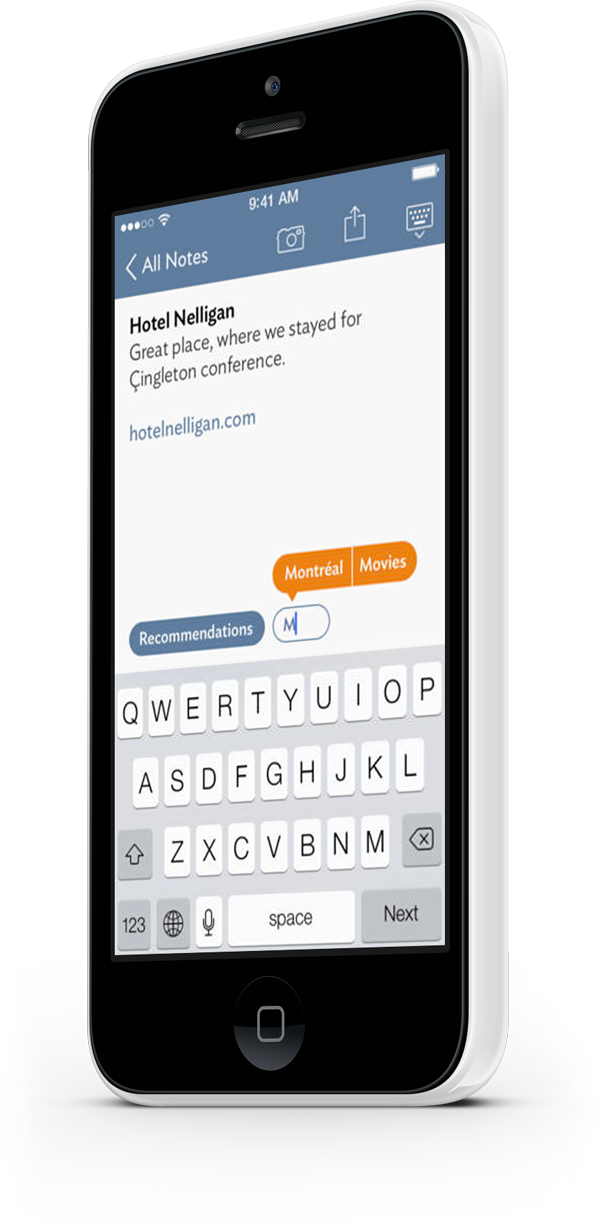 9:41 AM
All Notes
Hotel Nelligan
Great place, where we stayed for
Çingleton conference.
hotelnelligan.com
Montréal Movies
Recommendations M
Q W E R T Y U I O P
A S D F G H J K L
Z X C V B N M
123 space Next